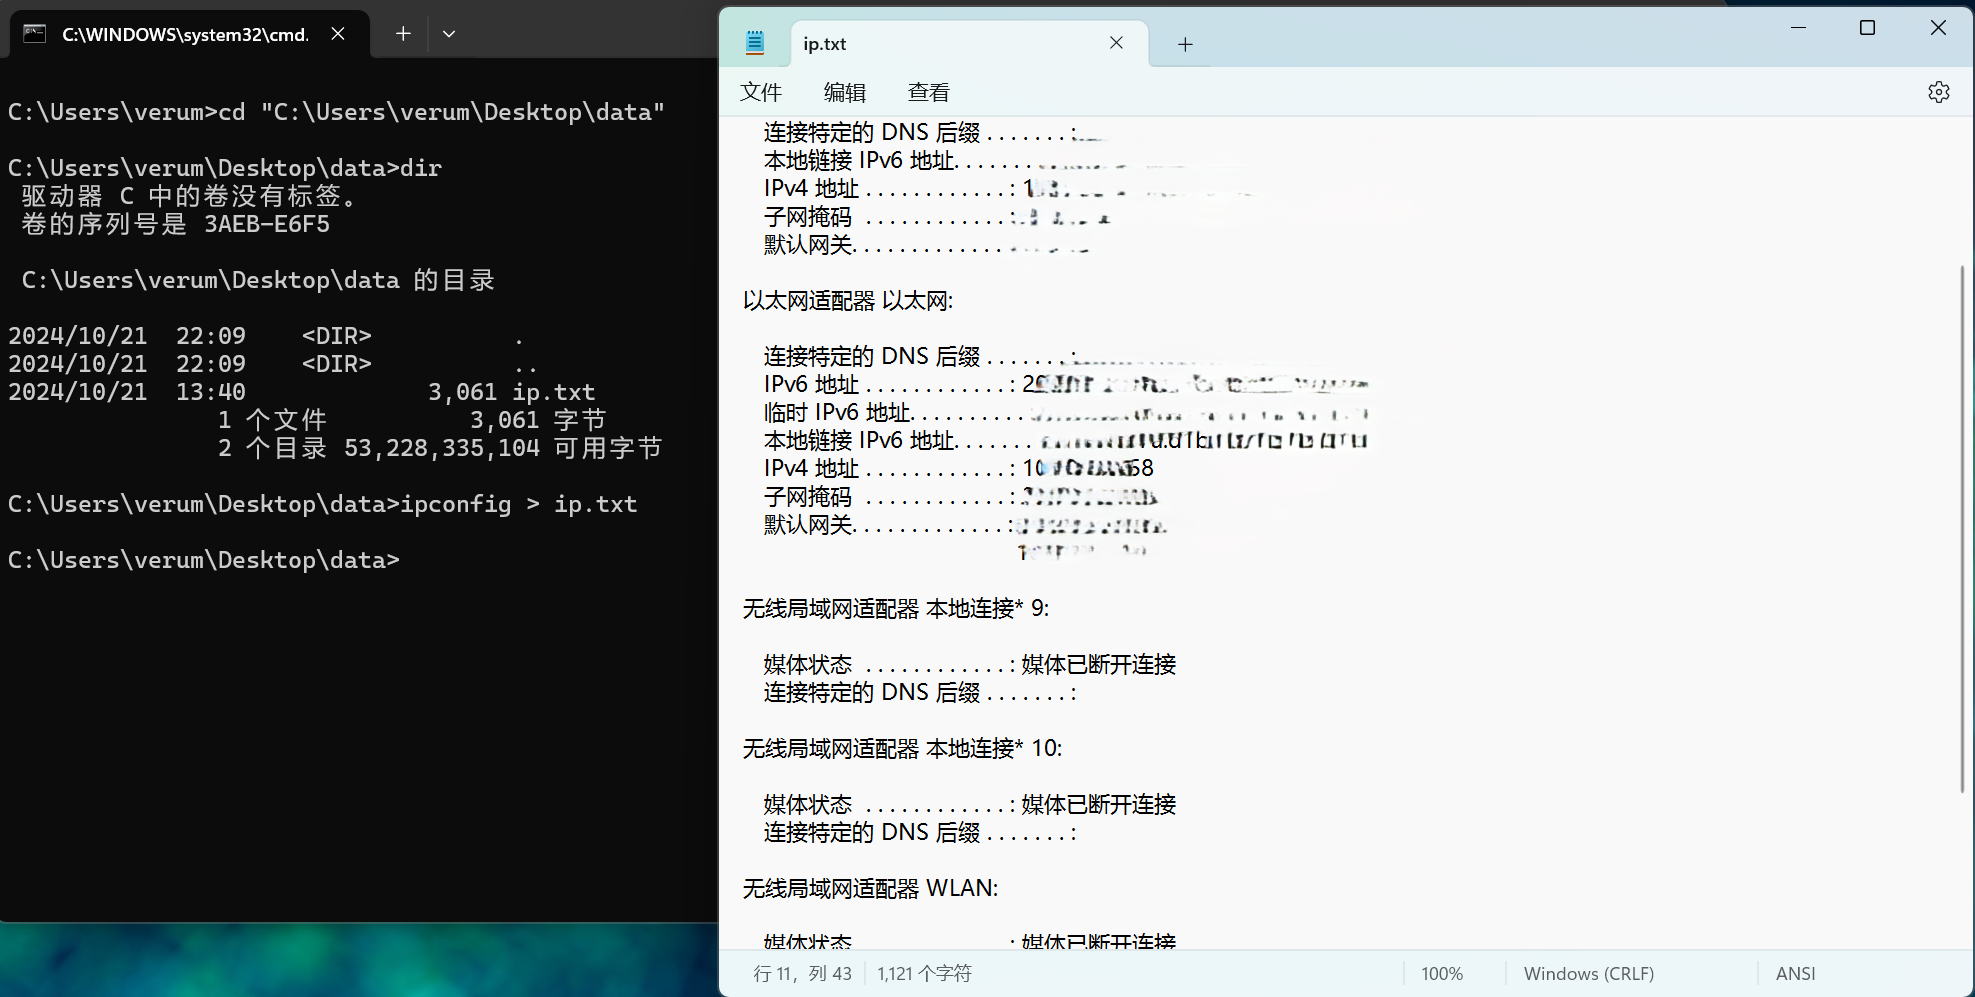 C:\WINDOWS\system32\cmd.
C:\Users\verum>cd "C:\Users\verum\Desktop\data"
C:\Users\verum\Desktop\data>dir
驱动器 C 中的卷没有标签。
卷的序列号是 3AEB-E6F5
C:\Users\verum\Desktop\data 的目录
2024/10/21  22:09    <DIR>          .
2024/10/21  22:09    <DIR>          ..
2024/10/21  13:40             3,061 ip.txt
1 个文件          3,061 字节
2 个目录 53,228,335,104 可用字节
C:\Users\verum\Desktop\data>ipconfig > ip.txt
C:\Users\verum\Desktop\data>
ip.txt
文件 编辑 查看
连接特定的 DNS 后缀 . . . . . . . :
本地链接 IPv6 地址. . . . . . . .
IPv4 地址 . . . . . . . . . . . . :
子网掩码  . . . . . . . . . . . . :
默认网关. . . . . . . . . . . . .
以太网适配器 以太网:
连接特定的 DNS 后缀 . . . . . . . :
IPv6 地址 . . . . . . . . . . . . :
临时 IPv6 地址. . . . . . . . . .
本地链接 IPv6 地址. . . . . . . .
IPv4 地址 . . . . . . . . . . . . :
子网掩码  . . . . . . . . . . . . :
默认网关. . . . . . . . . . . . . :
无线局域网适配器 本地连接* 9:
媒体状态  . . . . . . . . . . . . : 媒体已断开连接
连接特定的 DNS 后缀 . . . . . . . :
无线局域网适配器 本地连接* 10:
媒体状态  . . . . . . . . . . . . : 媒体已断开连接
连接特定的 DNS 后缀 . . . . . . . :
无线局域网适配器 WLAN:
媒体状态 : 媒体已断开连接
行 11，列 43 1,121 个字符 100% Windows (CRLF) ANSI